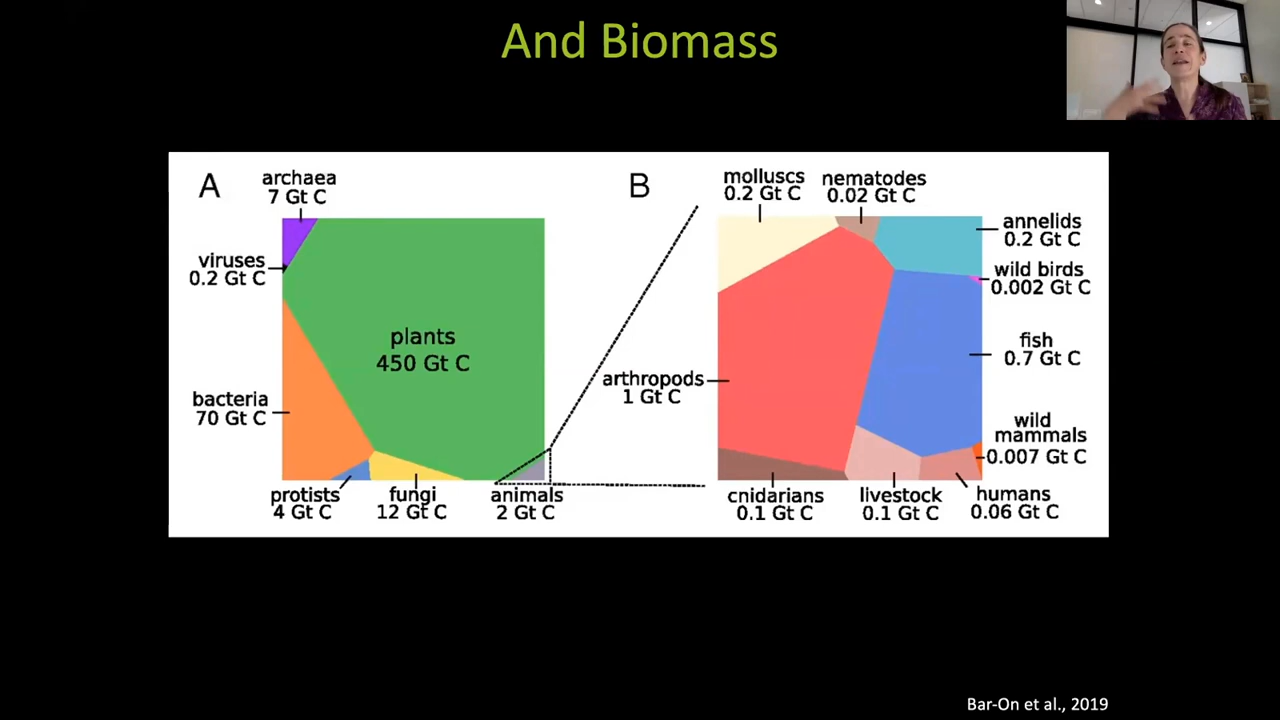 And Biomass
A
archaea
7 Gt C
viruses
0.2 Gt C
plants
450 Gt C
bacteria
70 Gt C
protists
4 Gt C
fungi
12 Gt C
animals
2 Gt C
B
molluscs
0.2 Gt C
nematodes
0.02 Gt C
annelids
0.2 Gt C
wild birds
0.002 Gt C
fish
0.7 Gt C
arthropods
1 Gt C
wild
mammals
0.007 Gt C
cnidarians
0.1 Gt C
livestock
0.1 Gt C
humans
0.06 Gt C
Bar-On et al., 2019